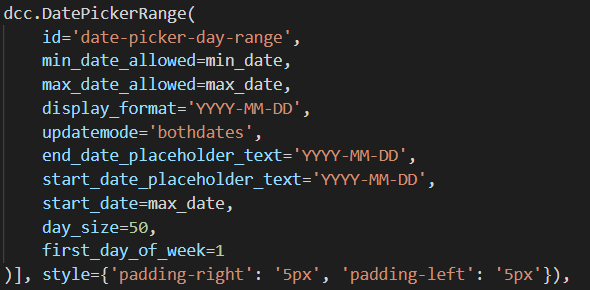 dcc.DatePickerRange(
    id='date-picker-day-range',
    min_date_allowed=min_date,
    max_date_allowed=max_date,
    display_format='YYYY-MM-DD',
    updatemode='bothdates',
    end_date_placeholder_text='YYYY-MM-DD',
    start_date_placeholder_text='YYYY-MM-DD',
    start_date=max_date,
    day_size=50,
    first_day_of_week=1
)], style={'padding-right': '5px', 'padding-left': '5px'}),